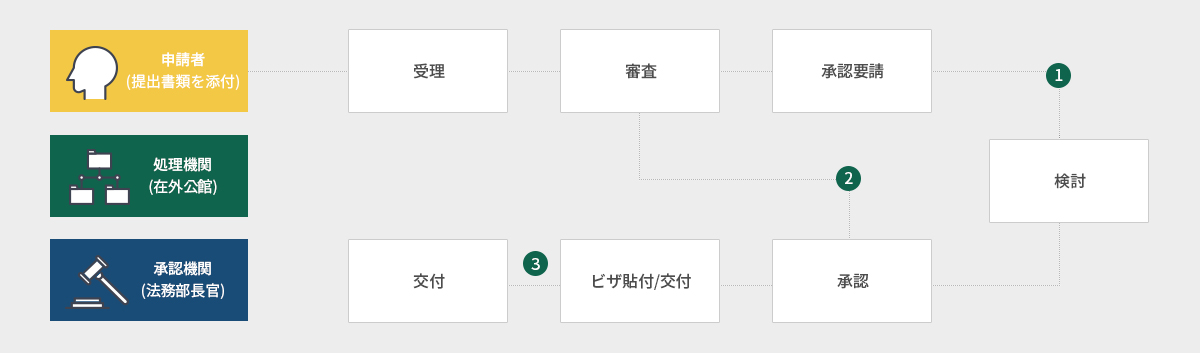 申請者
(提出書類を添付)
受理
審査
承認要請
1
処理機関
(在外公館)
2
検討
承認機関
(法務部長官)
交付
3
ビザ貼付/交付
承認